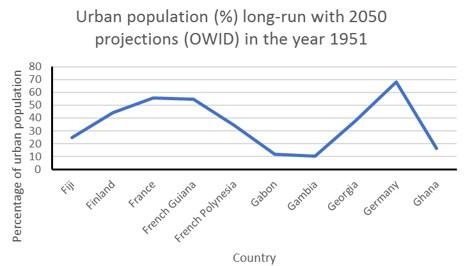 Urban population (%) long-run with 2050
projections (OWID) in the year 1951
Percentage of urban population
80
70
60
50
40
30
20
10
0
Fiji
Finland
France
French Guiana
French Polynesia
Gabon
Gambia
Georgia
Germany
Ghana
Country